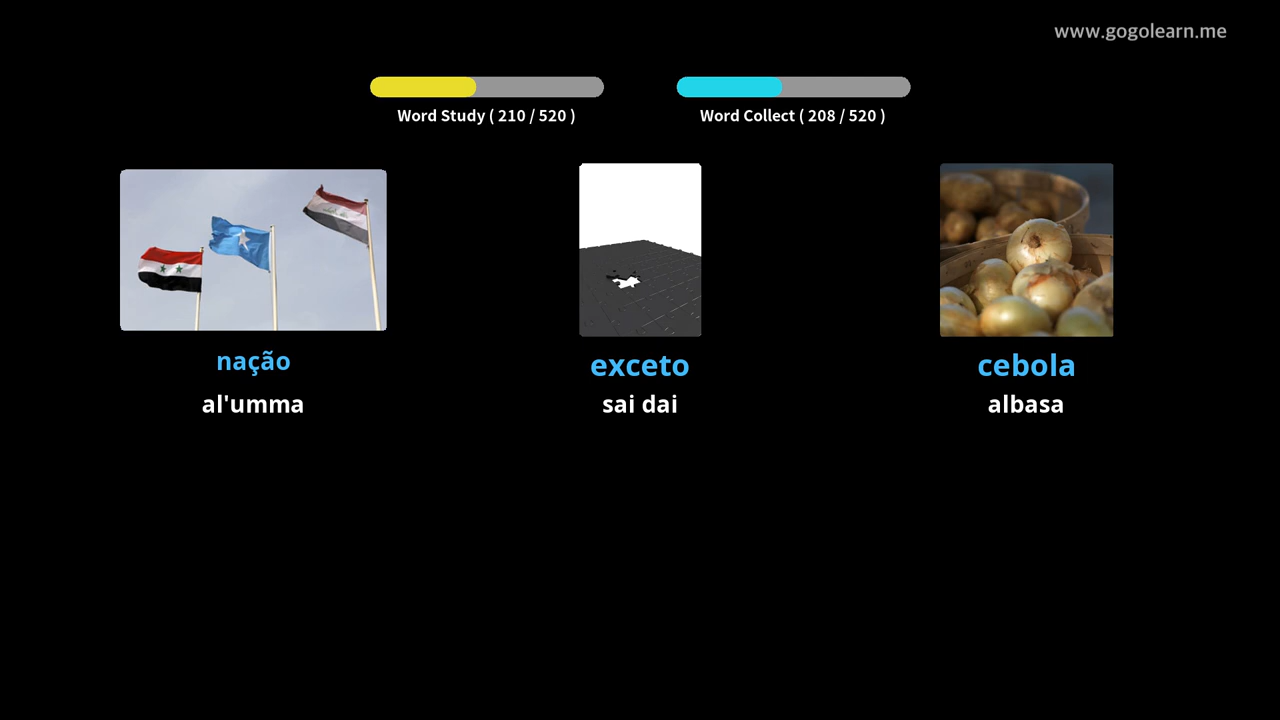 www.gogolearn.me
Word Study ( 210 / 520 )
Word Collect ( 208 / 520 )
nação
al'umma
exceto
sai dai
cebola
albasa